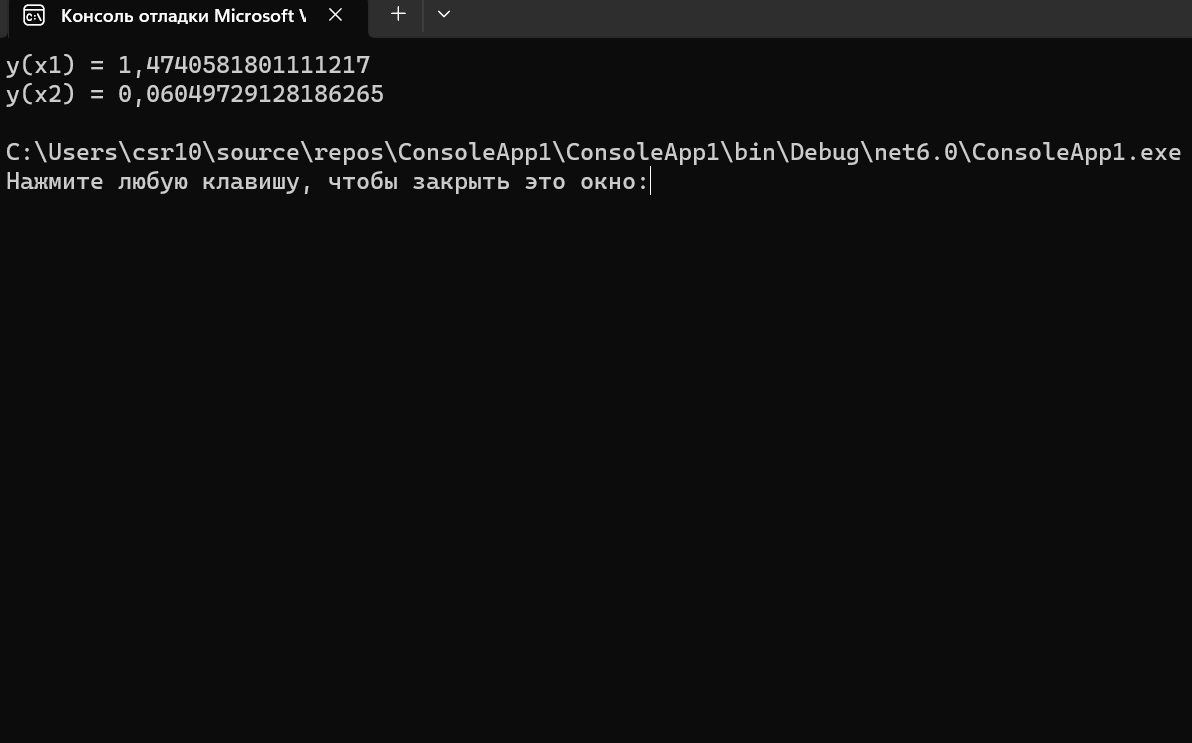 Консоль отладки Microsoft V
y(x1) = 1,4740581801111217
y(x2) = 0,06049729128186265
C:\Users\csr10\source\repos\ConsoleApp1\ConsoleApp1\bin\Debug\net6.0\ConsoleApp1.exe
Нажмите любую клавишу, чтобы закрыть это окно: